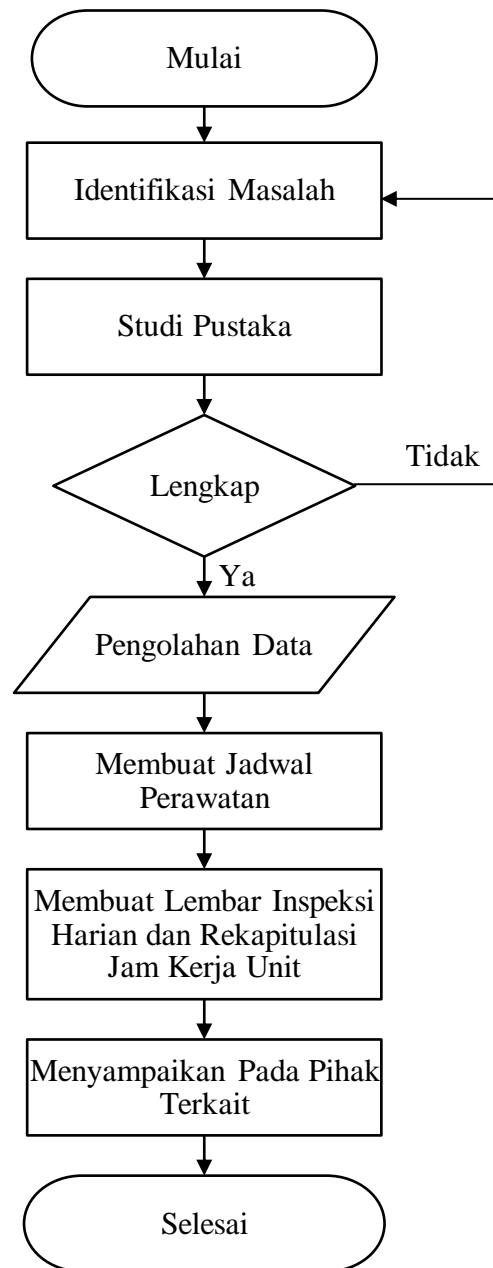 Mulai
Identifikasi Masalah
Studi Pustaka
Lengkap
Tidak
Ya
Pengolahan Data
Membuat Jadwal
Perawatan
Membuat Lembar Inspeksi
Harian dan Rekapitulasi
Jam Kerja Unit
Menyampaikan Pada Pihak
Terkait
Selesai